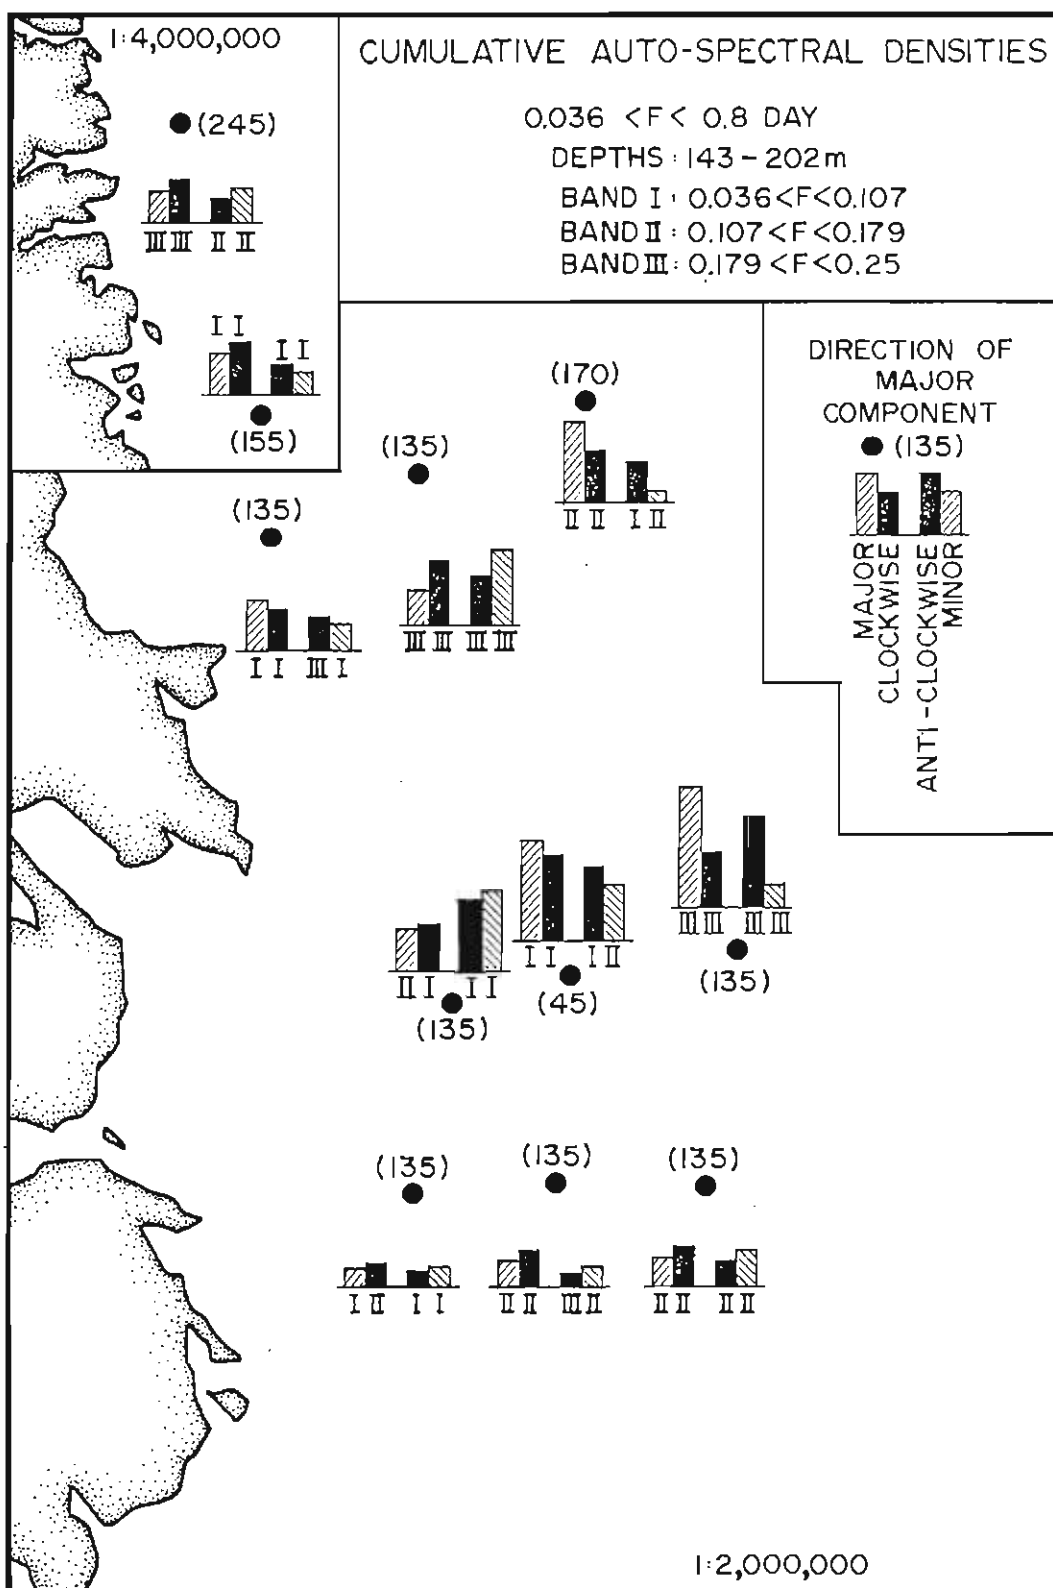 1:4,000,000
CUMULATIVE AUTO-SPECTRAL DENSITIES
0.036 <F< 0.8 DAY
DEPTHS: 143-202m
BAND I: 0.036<F<0.107
BAND II: 0.107<F<0.179
BAND III: 0.179<F<0.25
(245)
III III II II
I I I I
(155)
DIRECTION OF
MAJOR
COMPONENT
(135)
MAJOR
CLOCKWISE
ANTI-CLOCKWISE
MINOR
(170)
II II I II
(135)
III III III III
(135)
I I III I
III III III III
(135)
I I I II
(45)
II I I I
(135)
(135)
I II I I
(135)
II II III II
(135)
II II II II
1:2,000,000